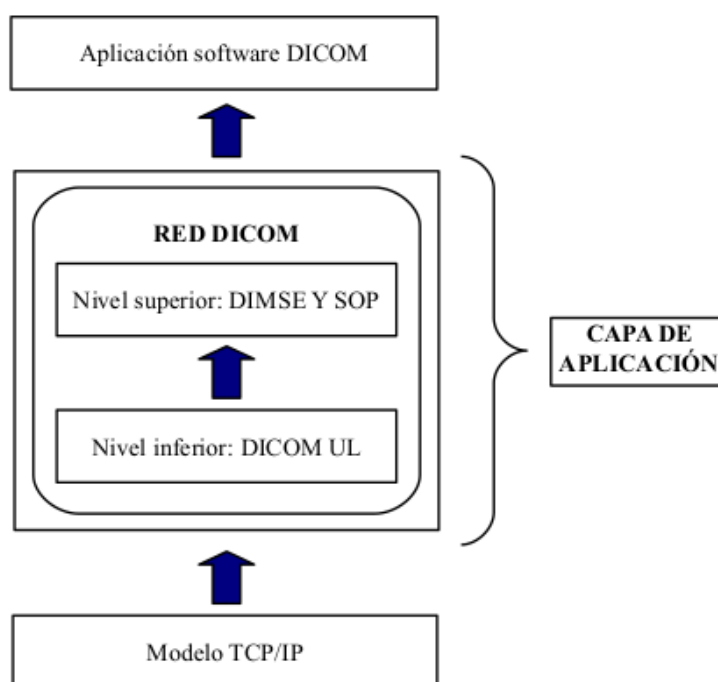 Aplicación software DICOM
RED DICOM
Nivel superior: DIMSE Y SOP
CAPA DE
APLICACIÓN
Nivel inferior: DICOM UL
Modelo TCP/IP